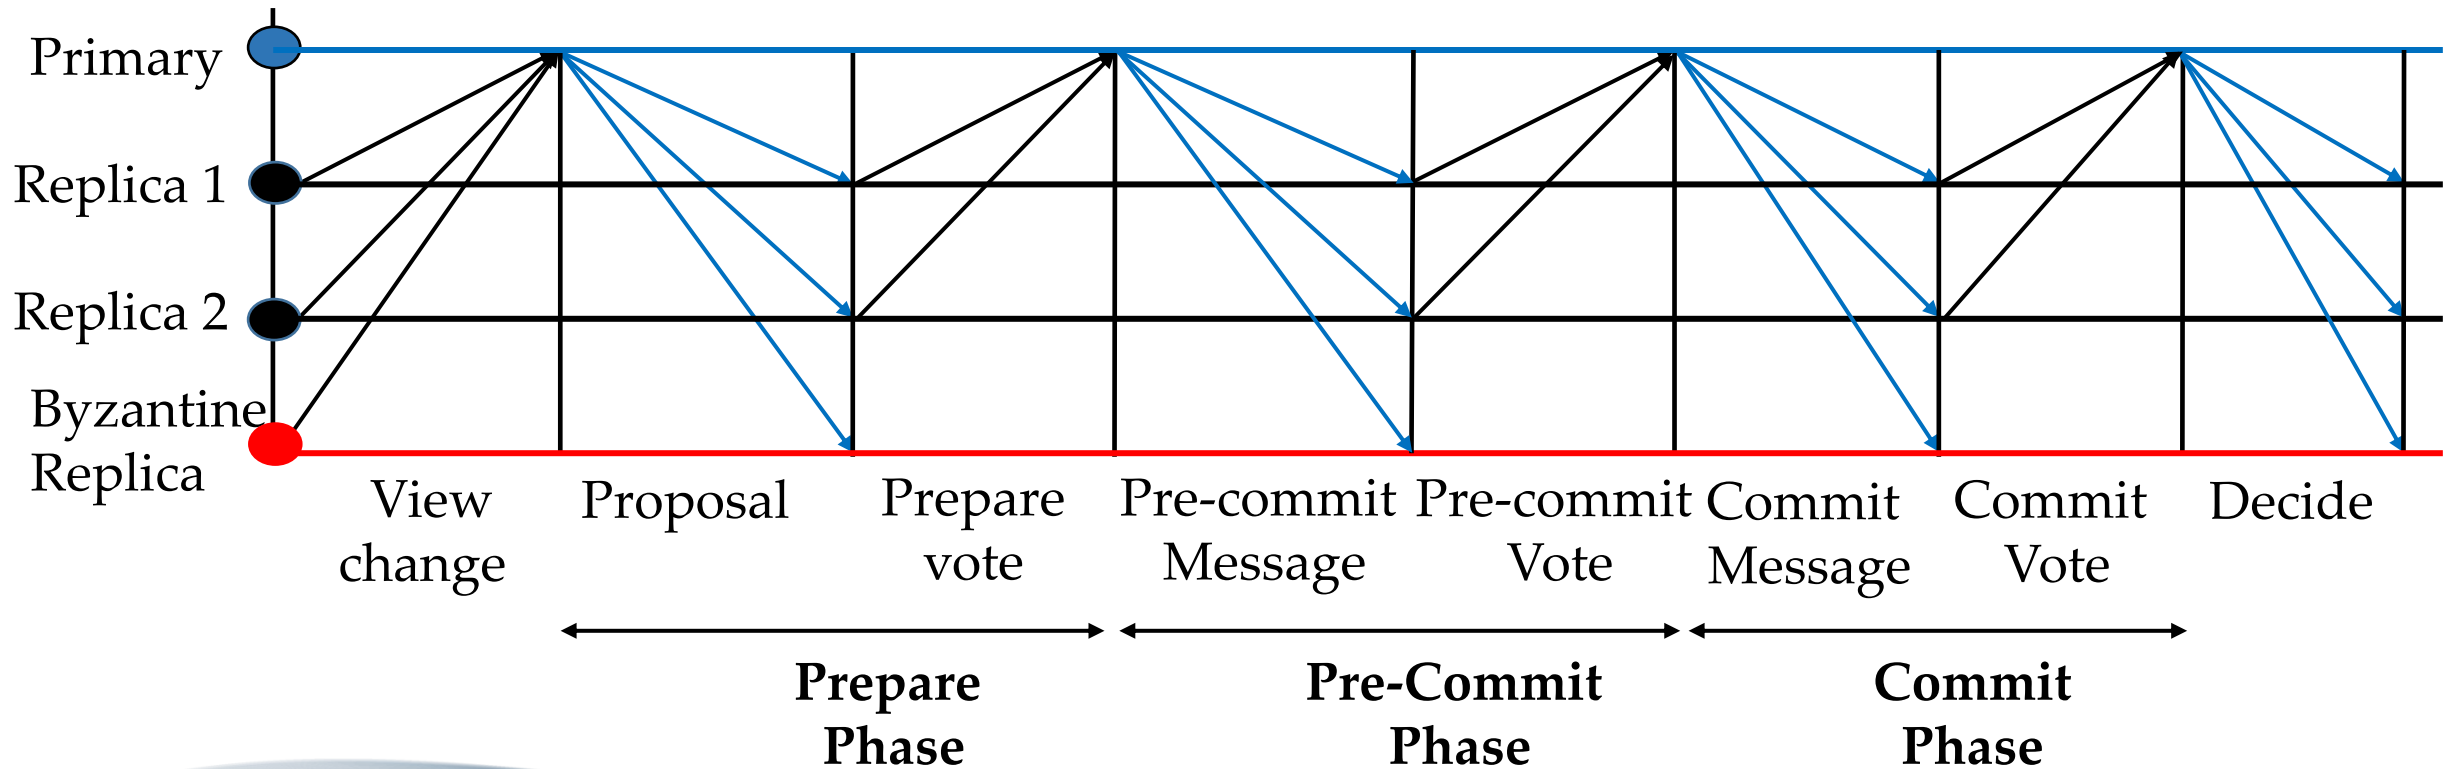 Primary
Replica 1
Replica 2
Byzantine
Replica
View
change
Proposal
Prepare
vote
Pre-commit
Message
Pre-commit
Vote
Commit
Message
Commit
Vote
Decide
Prepare
Phase
Pre-Commit
Phase
Commit
Phase